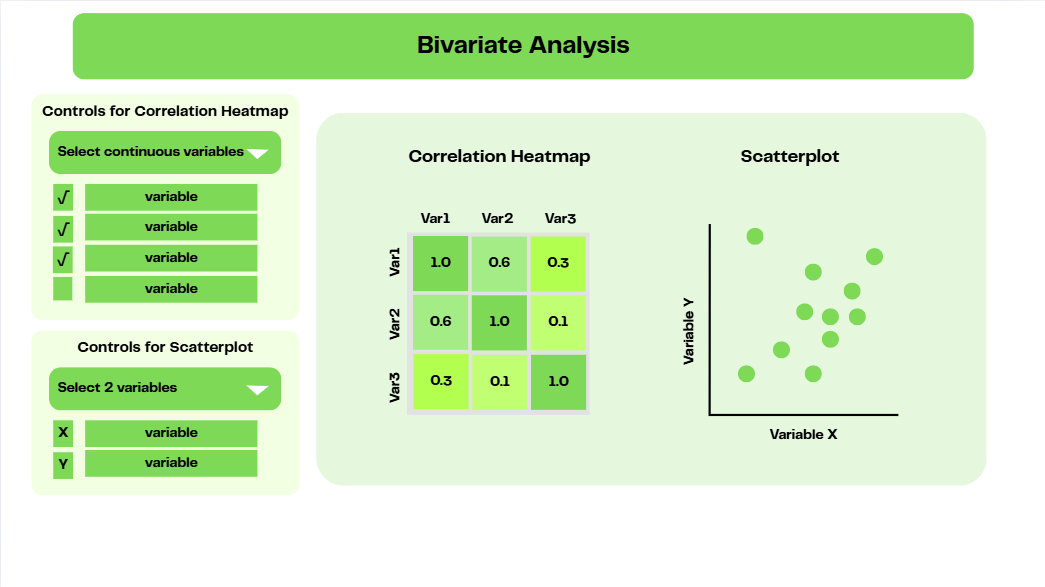 Bivariate Analysis
Controls for Correlation Heatmap
Select continuous variables
√ variable
√ variable
√ variable
variable
Controls for Scatterplot
Select 2 variables
X variable
Y variable
Correlation Heatmap
Var1 Var2 Var3
Var1 1.0 0.6 0.3
Var2 0.6 1.0 0.1
Var3 0.3 0.1 1.0
Scatterplot
Variable Y
Variable X